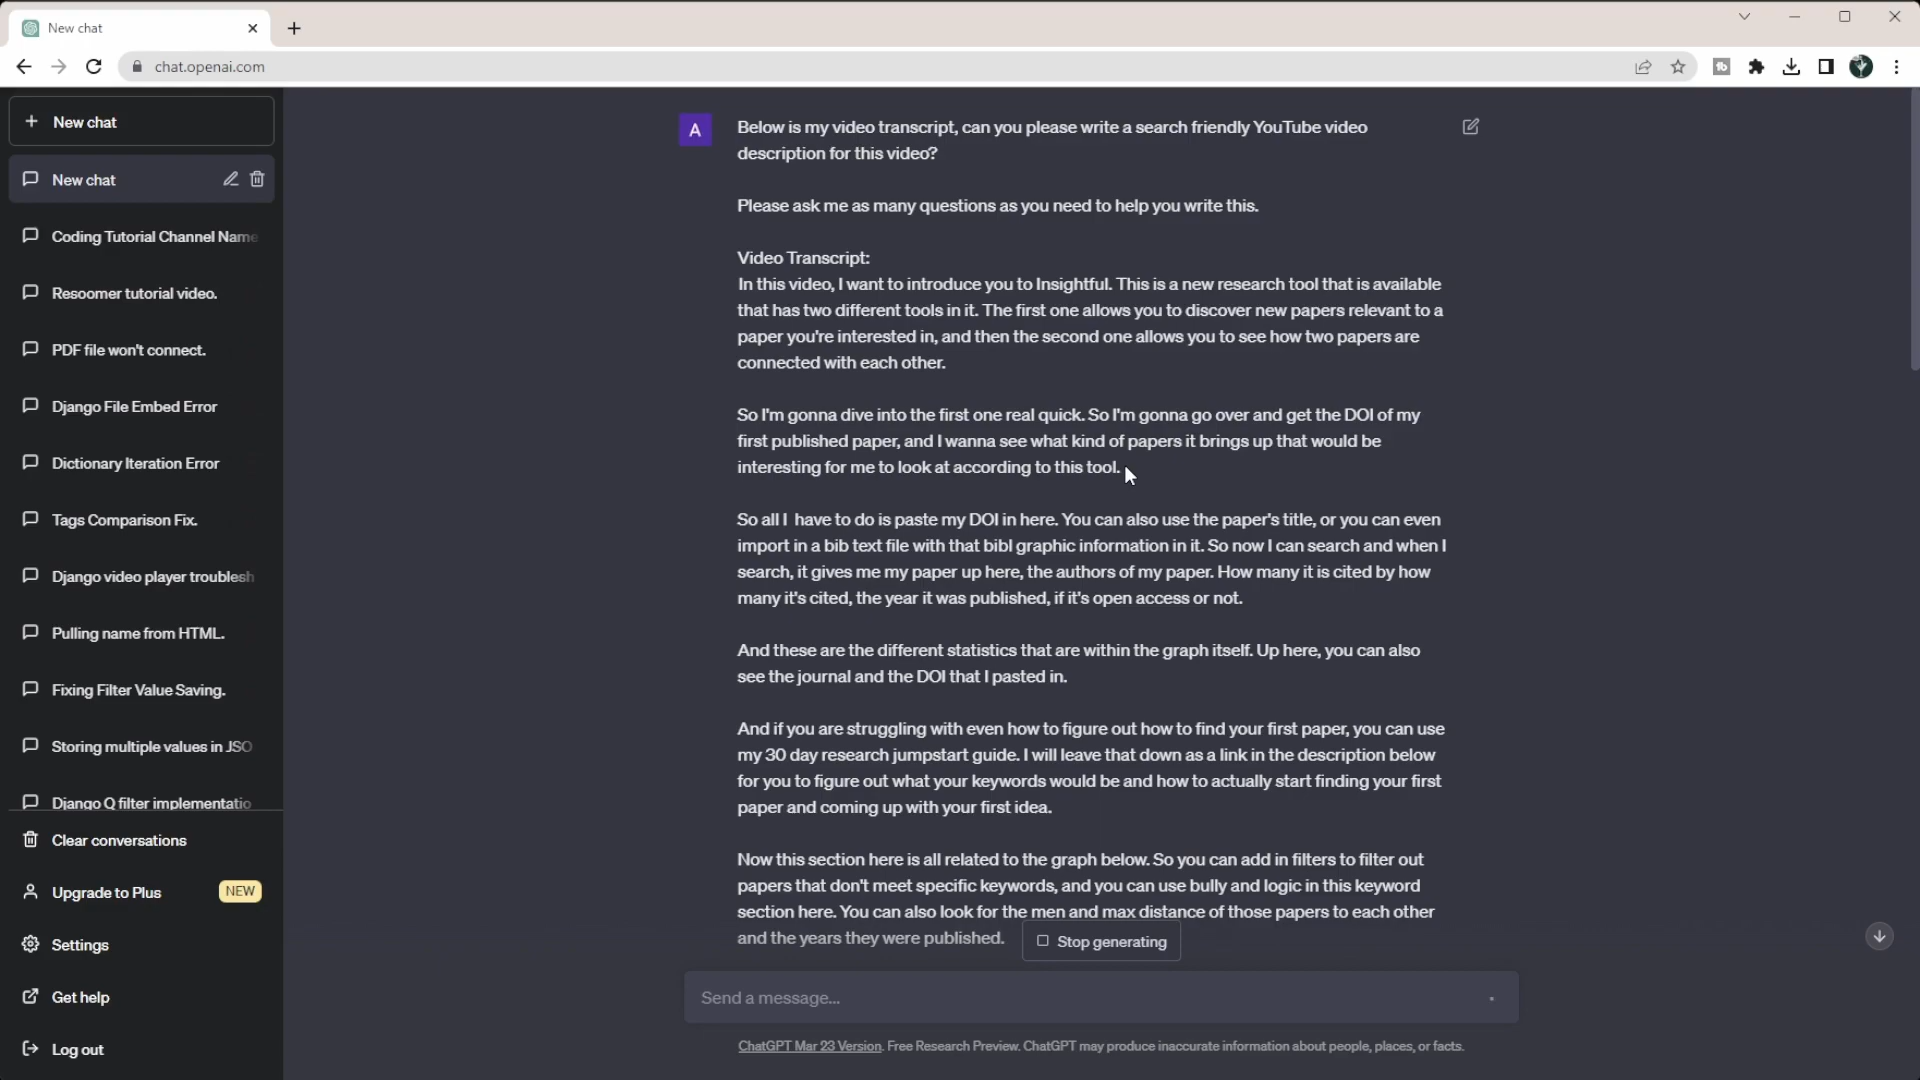 New chat
chat.openai.com
New chat
New chat
Coding Tutorial Channel Name
Resoomer tutorial video.
PDF file won't connect.
Django File Embed Error
Dictionary Iteration Error
Tags Comparison Fix.
Django video player troublesh
Pulling name from HTML.
Fixing Filter Value Saving.
Storing multiple values in JSO
Django Q filter implementatio
Clear conversations
Upgrade to Plus NEW
Settings
Get help
Log out
A
Below is my video transcript, can you please write a search friendly YouTube video
description for this video?
Please ask me as many questions as you need to help you write this.
Video Transcript:
In this video, I want to introduce you to Insightful. This is a new research tool that is available
that has two different tools in it. The first one allows you to discover new papers relevant to a
paper you're interested in, and then the second one allows you to see how two papers are
connected with each other.
So I'm gonna dive into the first one real quick. So I'm gonna go over and get the DOI of my
first published paper, and I wanna see what kind of papers it brings up that would be
interesting for me to look at according to this tool.
So all I have to do is paste my DOI in here. You can also use the paper's title, or you can even
import in a bib text file with that bibl graphic information in it. So now I can search and when I
search, it gives me my paper up here, the authors of my paper. How many it is cited by how
many it's cited, the year it was published, if it's open access or not.
And these are the different statistics that are within the graph itself. Up here, you can also
see the journal and the DOI that I pasted in.
And if you are struggling with even how to figure out how to find your first paper, you can use
my 30 day research jumpstart guide. I will leave that down as a link in the description below
for you to figure out what your keywords would be and how to actually start finding your first
paper and coming up with your first idea.
Now this section here is all related to the graph below. So you can add in filters to filter out
papers that don't meet specific keywords, and you can use bully and logic in this keyword
section here. You can also look for the men and max distance of those papers to each other
and the years they were published.
Stop generating
Send a message...
ChatGPT Mar 23 Version. Free Research Preview. ChatGPT may produce inaccurate information about people, places, or facts.